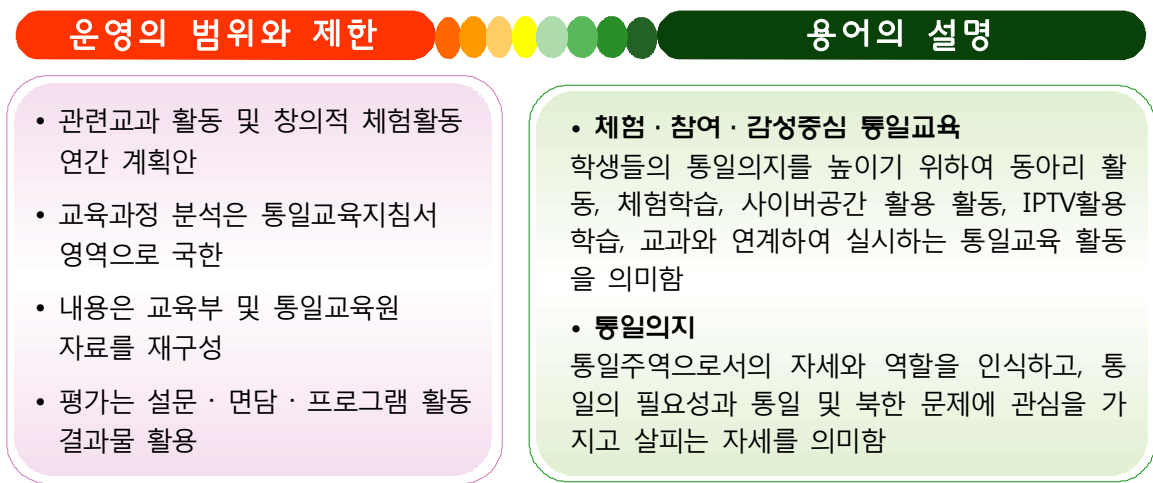 운영의 범위와 제한
용어의 설명
• 관련교과 활동 및 창의적 체험활동
연간 계획안
• 교육과정 분석은 통일교육지침서
영역으로 국한
• 내용은 교육부 및 통일교육원
자료를 재구성
• 평가는 설문 · 면담 · 프로그램 활동
결과물 활용
• 체험 · 참여 · 감성중심 통일교육
학생들의 통일의지를 높이기 위하여 동아리 활
동, 체험학습, 사이버공간 활용 활동, IPTV활용
학습, 교과와 연계하여 실시하는 통일교육 활동
을 의미함
• 통일의지
통일주역으로서의 자세와 역할을 인식하고, 통
일의 필요성과 통일 및 북한 문제에 관심을 가
지고 살피는 자세를 의미함